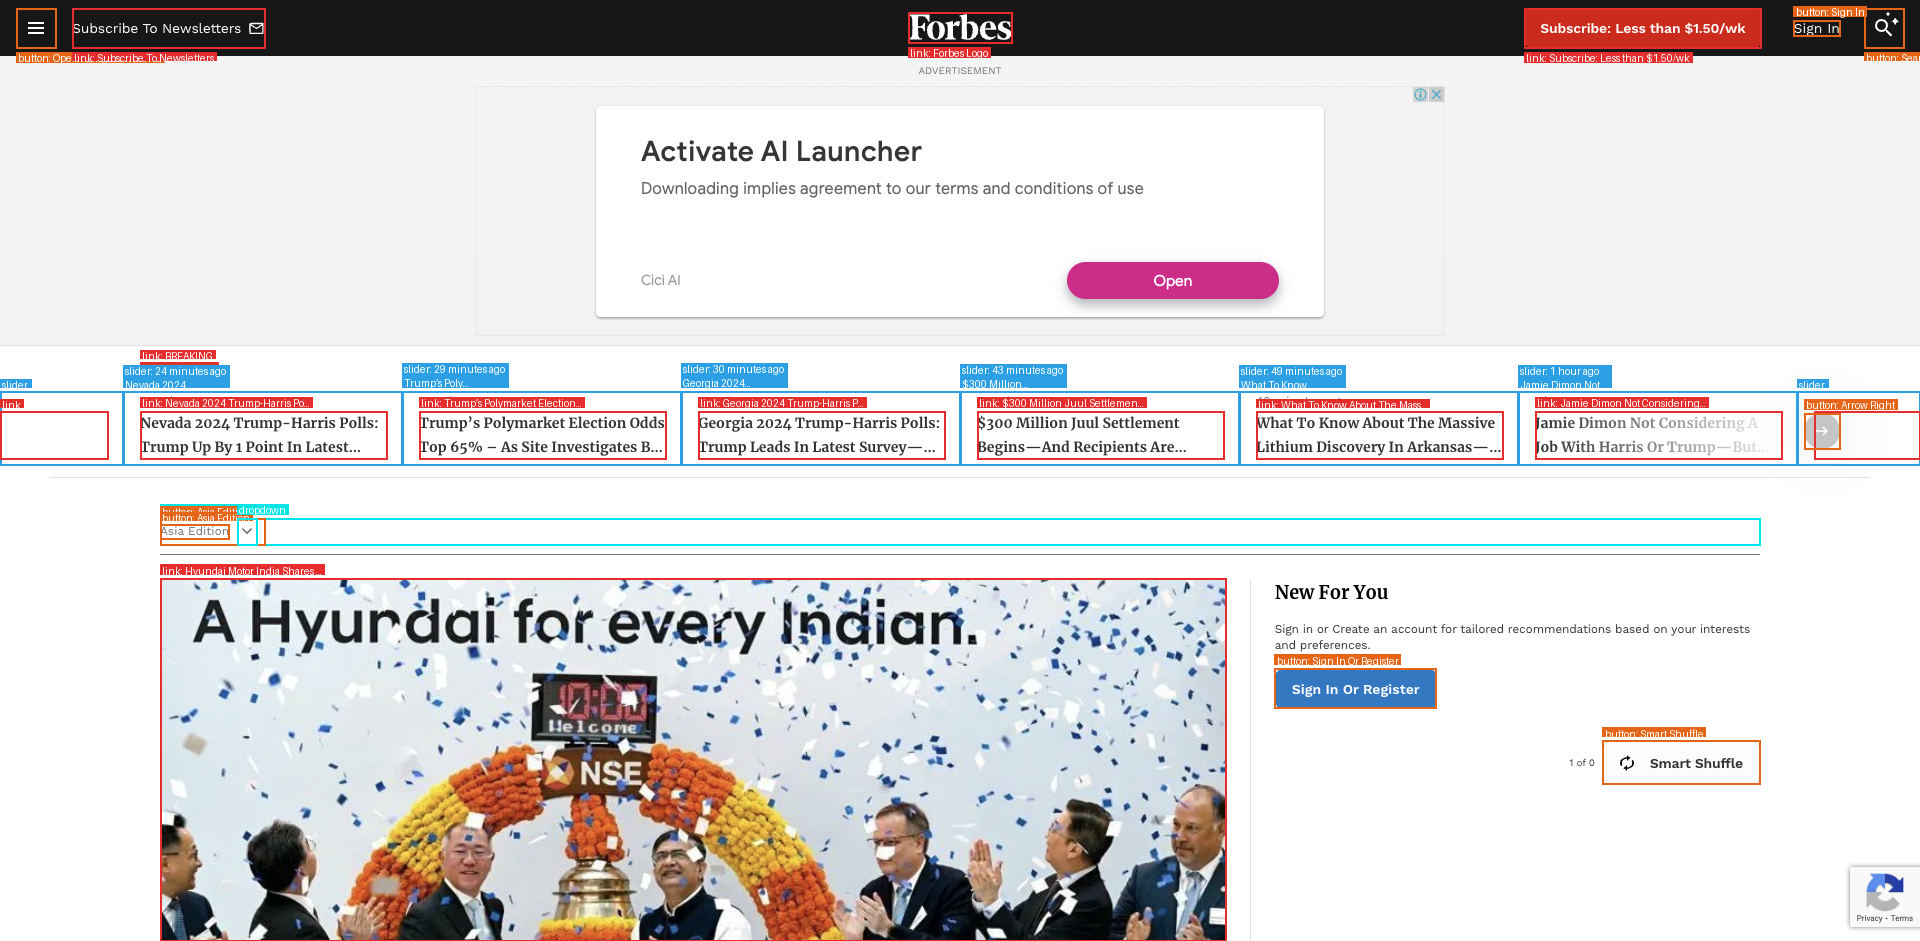 Subscribe To Newsletters
Forbes
Subscribe: Less than $1.50/wk
button: Sign In
Sign In
link: Subscribe To Newsletters
link: Forbes Logo
link: Subscribe: Less than $1.50/wk
ADVERTISEMENT
Activate AI Launcher
Downloading implies agreement to our terms and conditions of use
Cici AI
Open
link: BREAKING
slider
slider: 24 minutes ago
Nevada 2024
slider: 29 minutes ago
Trump's Poly...
slider: 30 minutes ago
Georgia 2024...
slider: 43 minutes ago
$300 Million...
slider: 49 minutes ago
What To Know
slider: 1 hour ago
Jamie Dimon Not
slider
link
link: Nevada 2024 Trump-Harris Po...
Nevada 2024 Trump-Harris Polls:
Trump Up By 1 Point In Latest...
link: Trump's Polymarket Election...
Trump's Polymarket Election Odds
Top 65% – As Site Investigates B...
link: Georgia 2024 Trump-Harris P...
Georgia 2024 Trump-Harris Polls:
Trump Leads In Latest Survey—...
link: $300 Million Juul Settlemen...
$300 Million Juul Settlement
Begins—And Recipients Are...
link: What To Know About The Mass...
What To Know About The Massive
Lithium Discovery In Arkansas—...
link: Jamie Dimon Not Considering...
Jamie Dimon Not Considering A
Job With Harris Or Trump—But...
button: Arrow Right
button: Asia Edition
dropdown
Asia Edition
link: Hyundai Motor India Shares...
A Hyundai for every Indian.
10:00
Welcome
NSE
New For You
Sign in or Create an account for tailored recommendations based on your interests
and preferences.
button: Sign In Or Register
Sign In Or Register
button: Smart Shuffle
1 of 0
Smart Shuffle
Privacy - Terms